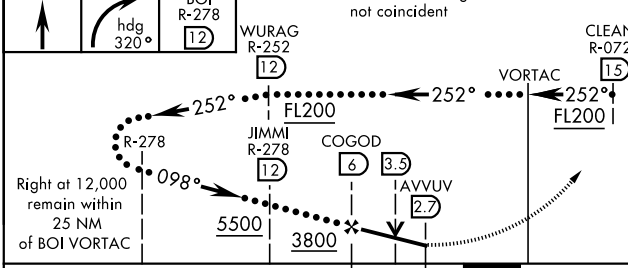 not coincident
BOI
R-278
12
hdg
320°
WURAG
R-252
12
CLEAN
R-072
15
VORTAC
252°
252°
252°
FL200
FL200
R-278
JIMMI
R-278
12
COGOD
6
3.5
AVVUV
2.7
098°
Right at 12,000
remain within
25 NM
of BOI VORTAC
5500
3800